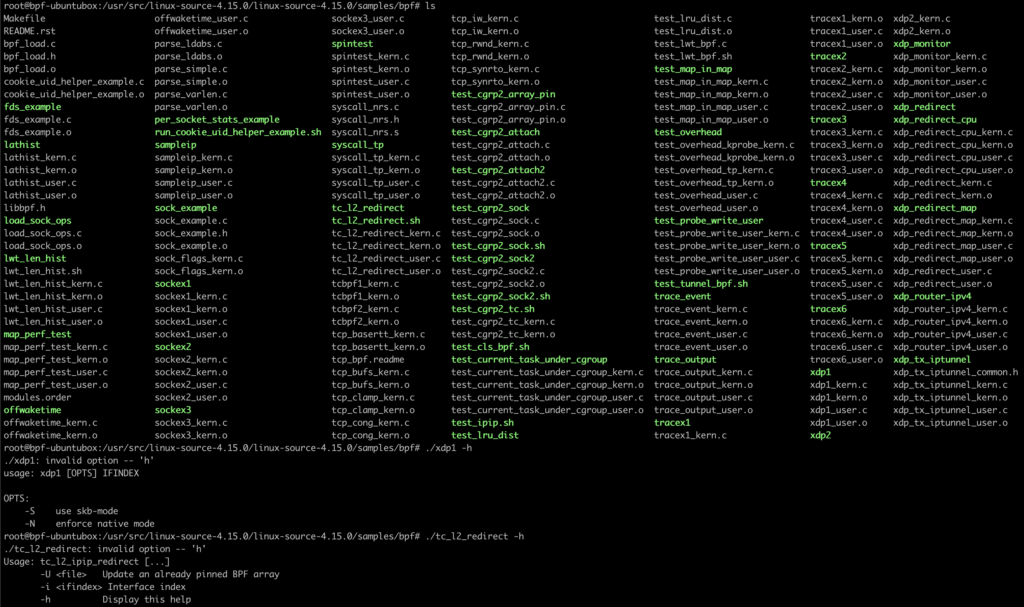 root@bpf-ubuntubox:/usr/src/linux-source-4.15.0/linux-source-4.15.0/samples/bpf# ls
Makefile offwaketime_user.c sockex3_user.c tcp_iw_kern.c test_lru_dist.c tracex1_kern.o xdp2_kern.c
README.rst offwaketime_user.o sockex3_user.o tcp_iw_kern.o test_lru_dist.o tracex1_user.c xdp2_kern.o
bpf_load.c parse_ldabs.c spintest tcp_rwnd_kern.c test_lwt_bpf.c tracex1_user.o xdp_monitor
bpf_load.o parse_ldabs.o spintest_kern.c tcp_rwnd_kern.o test_lwt_bpf.sh tracex2 xdp_monitor_kern.c
cookie_uid_helper_example.c parse_simple.c spintest_user.c tcp_synrto_kern.o test_map_in_map_kern.c tracex2_kern.o xdp_monitor_user.c
bpf_load.o parse_simple.o spintest_kern.o tcp_synrto_kern.c test_map_in_map tracex2_kern.c xdp_monitor_kern.o
cookie_uid_helper_example.o parse_varlen.c spintest_user.o test_cgrp2_array_pin test_map_in_map_kern.o tracex2_user.c xdp_monitor_user.o
fds_example parse_varlen.o syscall_nrs.c test_cgrp2_array_pin.c test_map_in_map_user.c tracex2_user.o xdp_redirect
fds_example.c per_socket_stats_example syscall_nrs.h test_cgrp2_array_pin.o test_map_in_map_user.o tracex3 xdp_redirect_cpu
fds_example.o run_cookie_uid_helper_example.sh syscall_nrs.s test_cgrp2_attach test_overhead tracex3_kern.c xdp_redirect_cpu_kern.c
lathist sampleip syscall_tp test_cgrp2_attach.c test_overhead_kprobe_kern.c tracex3_kern.o xdp_redirect_cpu_kern.o
lathist_kern.c sampleip_kern.c syscall_tp_kern.c test_cgrp2_attach.o test_overhead_kprobe_kern.o tracex3_user.c xdp_redirect_cpu_user.c
lathist_kern.o sampleip_kern.o syscall_tp_kern.o test_cgrp2_attach2 test_overhead_tp_kern.c tracex3_user.o xdp_redirect_cpu_user.o
lathist_user.c sampleip_user.c syscall_tp_user.c test_cgrp2_attach2.c test_overhead_tp_kern.o tracex4 xdp_redirect_kern.c
lathist_user.o sampleip_user.o syscall_tp_user.o test_cgrp2_attach2.o test_overhead_user.c tracex4_kern.c xdp_redirect_kern.o
libbpf.h sock_example tc_l2_redirect test_cgrp2_sock test_overhead_user.o tracex4_kern.o xdp_redirect_map
load_sock_ops sock_example.c tc_l2_redirect.sh test_cgrp2_sock.c test_probe_write_user tracex4_user.c xdp_redirect_map_kern.c
load_sock_ops.c sock_example.h tc_l2_redirect_kern.c test_cgrp2_sock.o test_probe_write_user_kern.c tracex4_user.o xdp_redirect_map_kern.o
load_sock_ops.o sock_example.o tc_l2_redirect_kern.o test_cgrp2_sock.sh test_probe_write_user_kern.o tracex5 xdp_redirect_map_user.c
lwt_len_hist sock_flags_kern.c tc_l2_redirect_user.c test_cgrp2_sock2 test_probe_write_user_user.c tracex5_kern.c xdp_redirect_map_user.o
lwt_len_hist.sh sock_flags_kern.o tc_l2_redirect_user.o test_cgrp2_sock2.c test_probe_write_user_user.o tracex5_kern.o xdp_redirect_user.c
lwt_len_hist_kern.c sockex1 tcbpf1_kern.c test_cgrp2_sock2.o test_tunnel_bpf.sh tracex5_user.c xdp_redirect_user.o
lwt_len_hist_kern.o sockex1_kern.c tcbpf1_kern.o test_cgrp2_sock2.sh trace_event tracex5_user.o xdp_router_ipv4
lwt_len_hist_user.c sockex1_kern.o tcbpf2_kern.c test_cgrp2_tc.sh trace_event_kern.c tracex6 xdp_router_ipv4_kern.c
lwt_len_hist_user.o sockex1_user.c tcbpf2_kern.o test_cgrp2_tc_kern.c trace_event_kern.o tracex6_kern.c xdp_router_ipv4_kern.o
map_perf_test sockex1_user.o tcp_basertt_kern.c test_cgrp2_tc_kern.o trace_event_user.c tracex6_kern.o xdp_router_ipv4_user.c
map_perf_test_kern.c sockex2 tcp_basertt_kern.o test_cls_bpf.sh trace_event_user.o tracex6_user.c xdp_router_ipv4_user.o
map_perf_test_kern.o sockex2_kern.c tcp_bpf.readme test_current_task_under_cgroup trace_output tracex6_user.o xdp_tx_iptunnel
map_perf_test_user.c sockex2_kern.o tcp_bufs_kern.c test_current_task_under_cgroup_kern.c trace_output_kern.c xdp1 xdp_tx_iptunnel_common.h
map_perf_test_user.o sockex2_user.c tcp_bufs_kern.o test_current_task_under_cgroup_kern.o trace_output_kern.o xdp1_kern.c xdp_tx_iptunnel_kern.c
modules.order sockex2_user.o tcp_clamp_kern.c test_current_task_under_cgroup_user.c trace_output_user.c xdp1_kern.o xdp_tx_iptunnel_kern.o
offwaketime sockex3 tcp_clamp_kern.o test_current_task_under_cgroup_user.o trace_output_user.o xdp1_user.c xdp_tx_iptunnel_user.c
offwaketime_kern.c sockex3_kern.c tcp_cong_kern.c test_ipip.sh tracex1 xdp1_user.o xdp_tx_iptunnel_user.o
offwaketime_kern.o sockex3_kern.o tcp_cong_kern.o test_lru_dist tracex1_kern.c xdp2
root@bpf-ubuntubox:/usr/src/linux-source-4.15.0/linux-source-4.15.0/samples/bpf# ./xdp1 -h
./xdp1: invalid option -- 'h'
usage: xdp1 [OPTS] IFINDEX
OPTS:
-S use skb-mode
-N enforce native mode
root@bpf-ubuntubox:/usr/src/linux-source-4.15.0/linux-source-4.15.0/samples/bpf# ./tc_l2_redirect -h
./tc_l2_redirect: invalid option -- 'h'
Usage: tc_l2_ipip_redirect [...]
-U <file> Update an already pinned BPF array
-i <ifindex> Interface index
-h Display this help